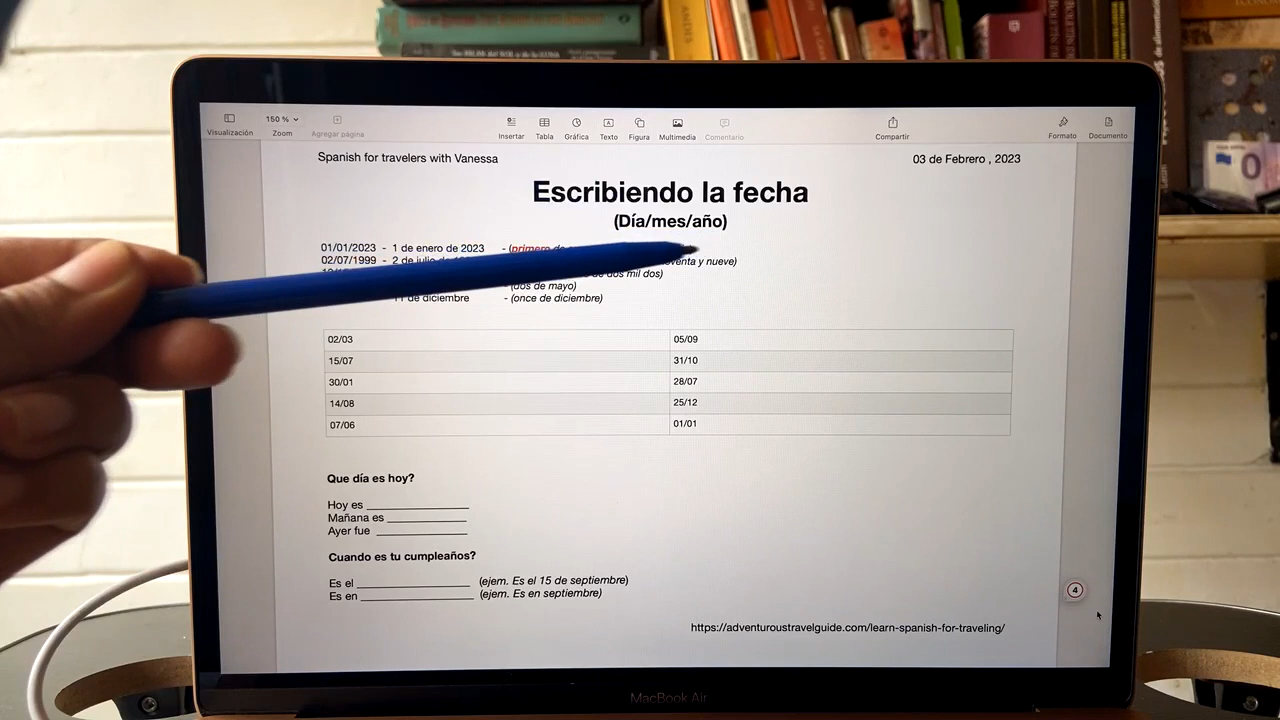 ANDES
Visualización
150 %
Zoom
Agregar página
Insertar
Tabla
Gráfica
Texto
Figura
Multimedia
Comentario
Compartir
Formato
Documento
Spanish for travelers with Vanessa
03 de Febrero , 2023
Escribiendo la fecha
(Día/mes/año)
01/01/2023 - 1 de enero de 2023 - (primero de
02/07/1999 - 2 de julio de y nueve)
de dos mil dos)
(dos de mayo)
11 de diciembre - (once de diciembre)
02/03 05/09
15/07 31/10
30/01 28/07
14/08 25/12
07/06 01/01
Que día es hoy?
Hoy es
Mañana es
Ayer fue
Cuando es tu cumpleaños?
Es el (ejem. Es el 15 de septiembre)
Es en (ejem. Es en septiembre)
4
https://adventuroustravelguide.com/learn-spanish-for-traveling/
MacBook Air